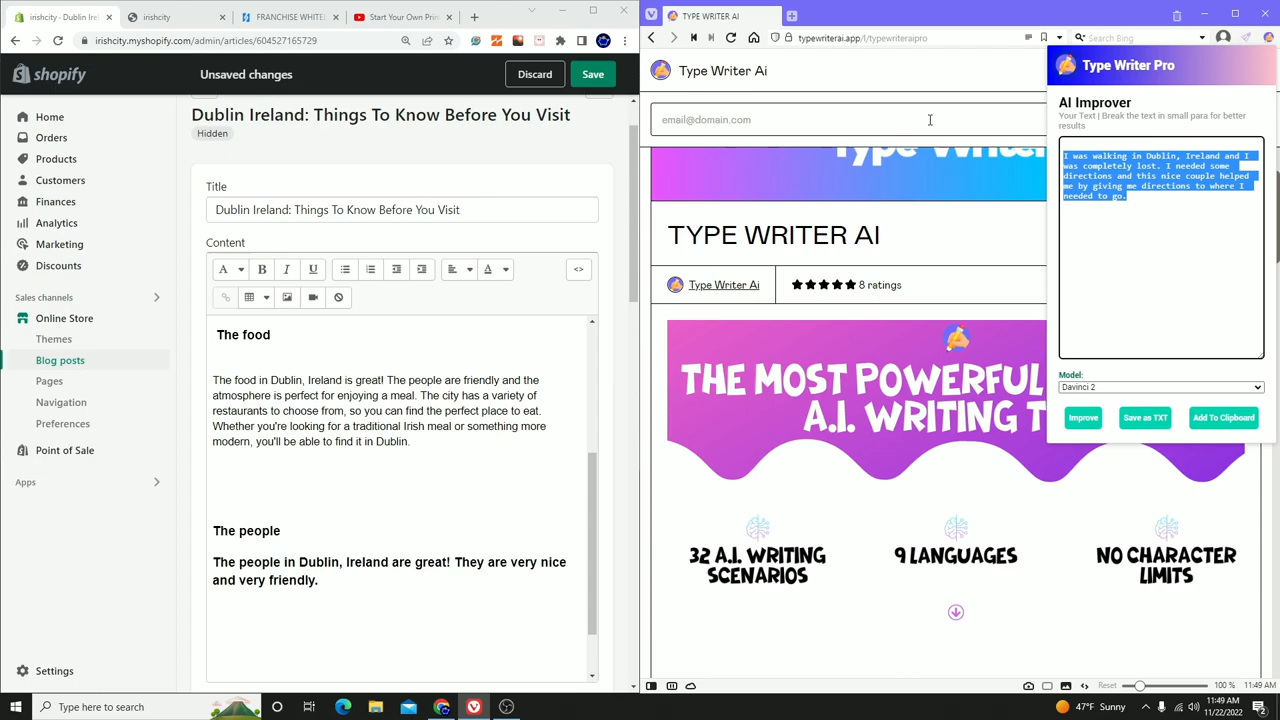 irishcity - Dublin Irel
irishcity
FRANCHISE WHITE
Start Your Own Prin
irishcity.myshopify.com/admin/articles/604527165729
shopify
Unsaved changes
Discard
Save
Home
Orders
Products
Customers
Finances
Analytics
Marketing
Discounts
Sales channels
Online Store
Themes
Blog posts
Pages
Navigation
Preferences
Point of Sale
Apps
Settings
Dublin Ireland: Things To Know Before You Visit
Hidden
Title
Dublin Ireland: Things To Know Before You Visit
Content
A
B
I
U
A
<>
The food
The food in Dublin, Ireland is great! The people are friendly and the
atmosphere is perfect for enjoying a meal. The city has a variety of
restaurants to choose from, so you can find the perfect place to eat.
Whether you're looking for a traditional Irish meal or something more
modern, you'll be able to find it in Dublin.
The people
The people in Dublin, Ireland are great! They are very nice
and very friendly.
TYPE WRITER AI
typewriterai.app/l/typewriteraipro
Search Bing
Type Writer Ai
email@domain.com
Type Write
TYPE WRITER AI
Type Writer Ai
8 ratings
THE MOST POWERFUL
A.I. WRITING T
32 A.I. WRITING
SCENARIOS
9 LANGUAGES
NO CHARACTER
LIMITS
Type Writer Pro
AI Improver
Your Text | Break the text in small para for better
results
I was walking in Dublin, Ireland and I
was completely lost. I needed some
directions and this nice couple helped
me by giving me directions to where I
needed to go.
Model:
Davinci 2
Improve
Save as TXT
Add To Clipboard
Reset
100 %
11:49 AM
Type here to search
47°F Sunny
11:49 AM
11/22/2022
2